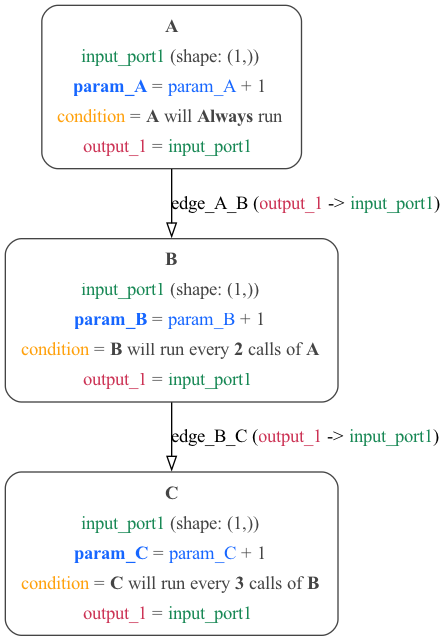 A
input_port1 (shape: (1,))
param_A = param_A + 1
condition = A will Always run
output_1 = input_port1
edge_A_B (output_1 -> input_port1)
B
input_port1 (shape: (1,))
param_B = param_B + 1
condition = B will run every 2 calls of A
output_1 = input_port1
edge_B_C (output_1 -> input_port1)
C
input_port1 (shape: (1,))
param_C = param_C + 1
condition = C will run every 3 calls of B
output_1 = input_port1